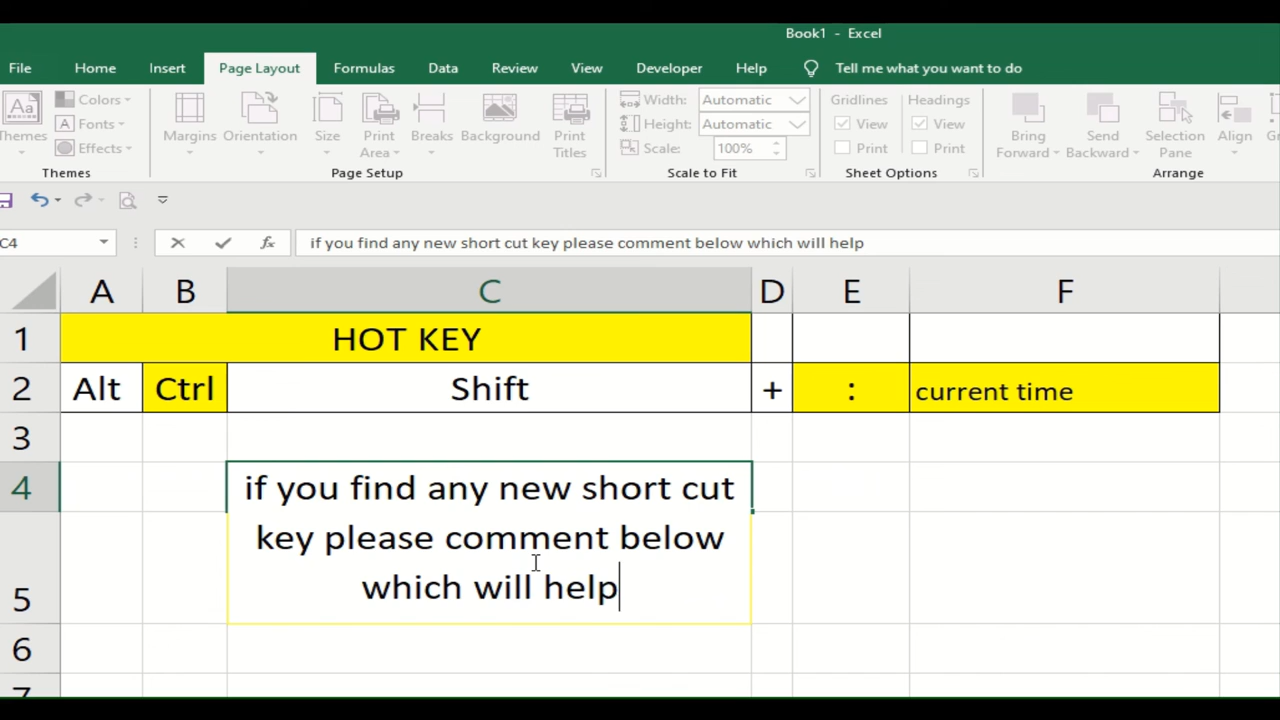 Book1 - Excel
File Home Insert Page Layout Formulas Data Review View Developer Help Tell me what you want to do
Aa Colors Width: Automatic Gridlines Headings
A Fonts Height: Automatic View View
Themes Effects Margins Orientation Size Print Area Breaks Background Print Titles Scale: 100% Print Print Bring Forward Send Backward Selection Pane Align
Themes Page Setup Scale to Fit Sheet Options Arrange
C4 fx if you find any new short cut key please comment below which will help
A B C D E F
1 HOT KEY
2 Alt Ctrl Shift + : current time
3
4 if you find any new short cut
key please comment below
5 which will help
6
7